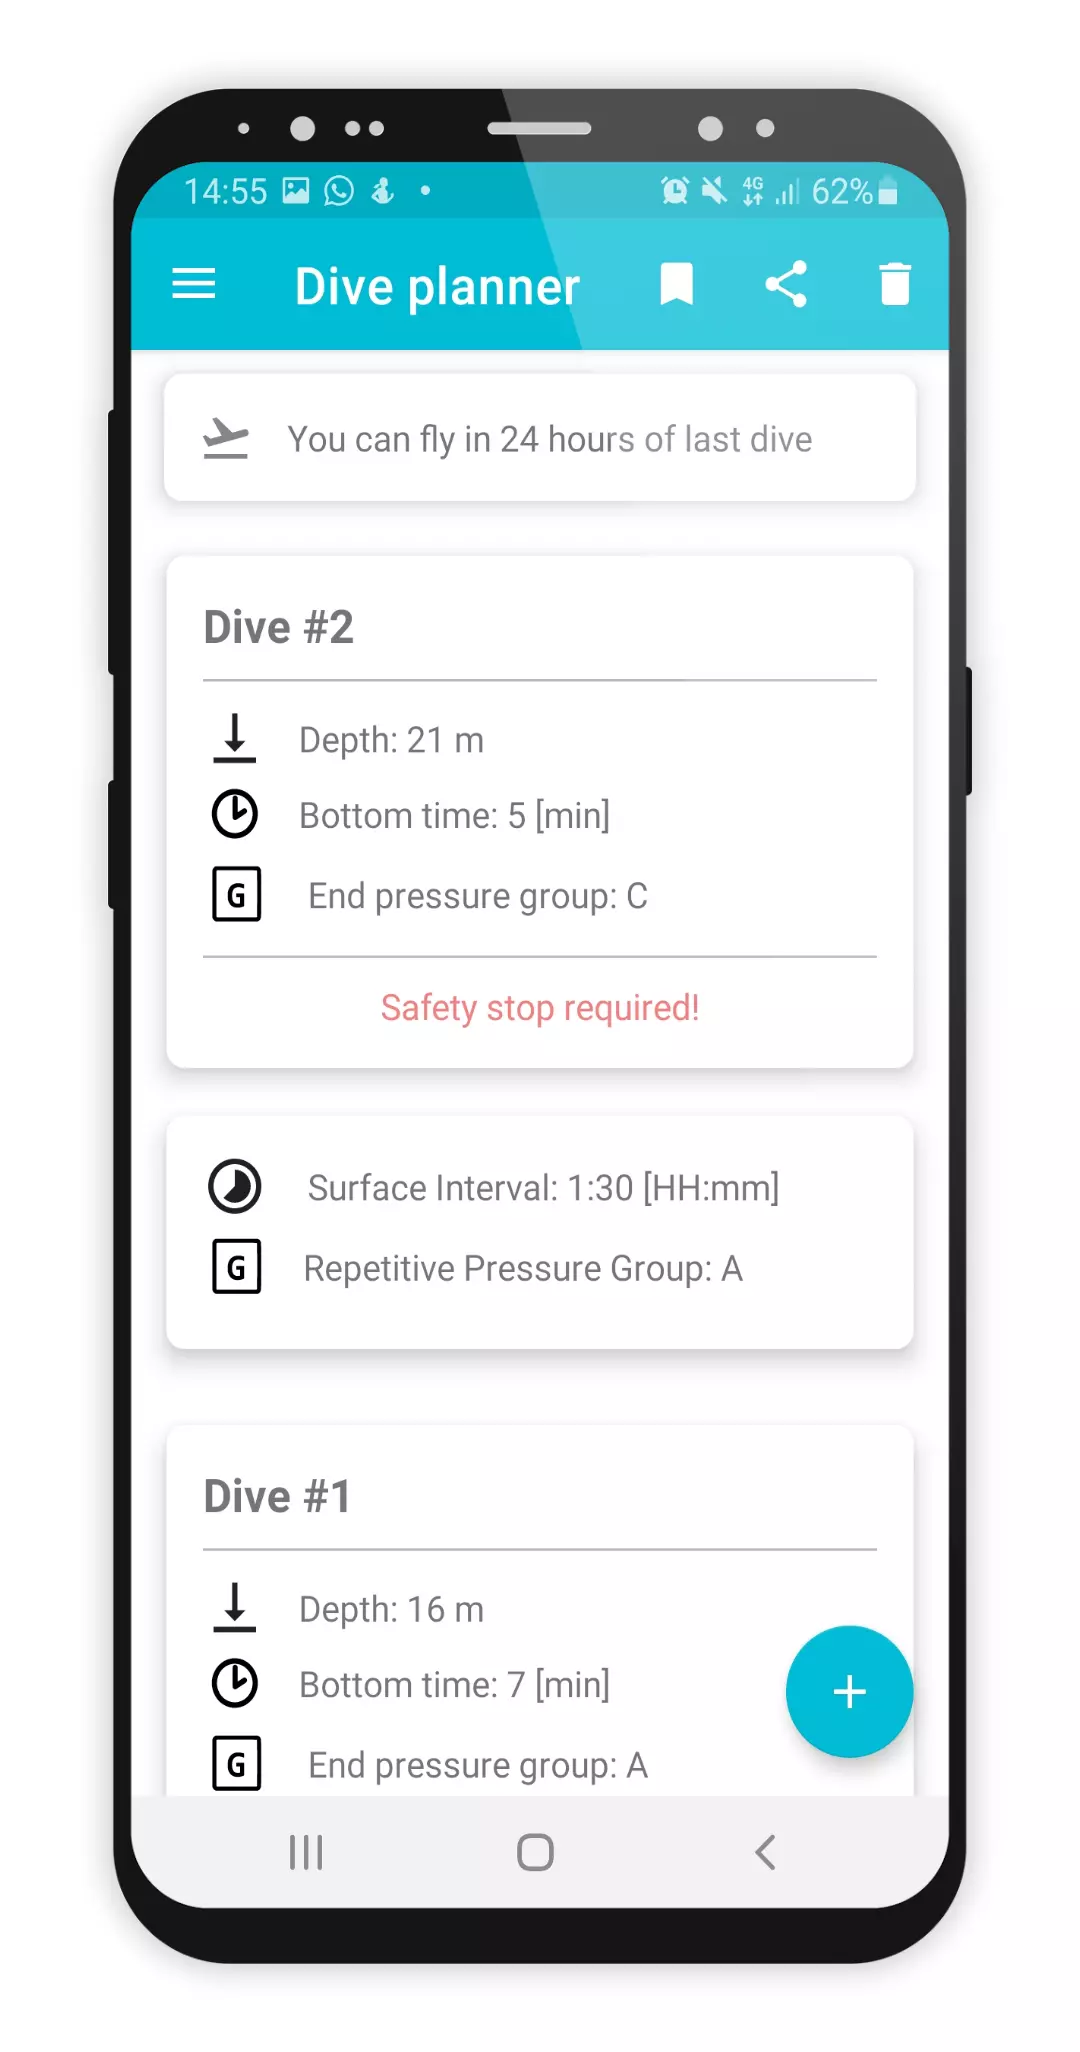 14:55 4G 62%
Dive planner
You can fly in 24 hours of last dive
Dive #2
Depth: 21 m
Bottom time: 5 [min]
G End pressure group: C
Safety stop required!
Surface Interval: 1:30 [HH:mm]
G Repetitive Pressure Group: A
Dive #1
Depth: 16 m
Bottom time: 7 [min]
G End pressure group: A